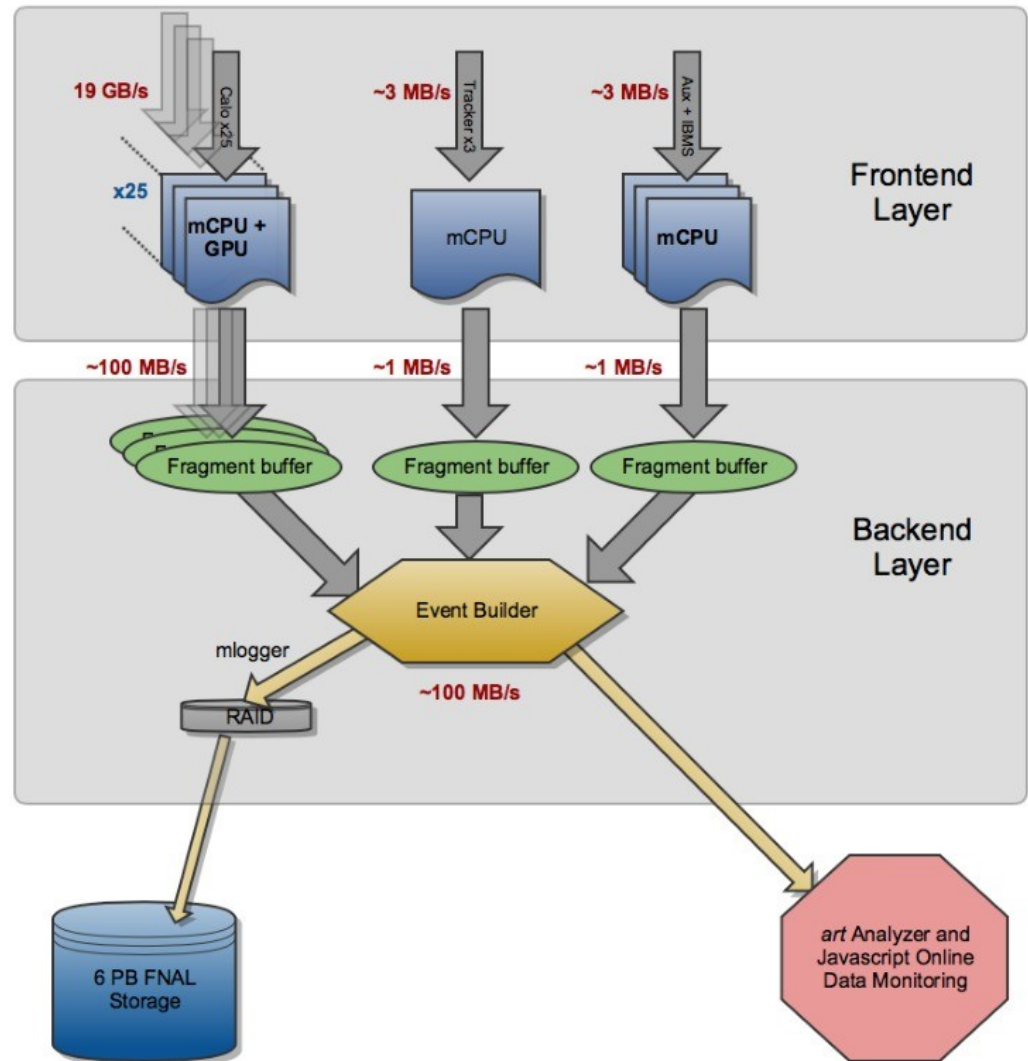 19 GB/s
Calo x25
~3 MB/s
Tracker x3
~3 MB/s
Aux + IBMS
Frontend
Layer
x25
mCPU +
GPU
mCPU
mCPU
~100 MB/s
~1 MB/s
~1 MB/s
Fragment buffer
Fragment buffer
Fragment buffer
Backend
Layer
Event Builder
mlogger
~100 MB/s
RAID
6 PB FNAL
Storage
art Analyzer and
Javascript Online
Data Monitoring